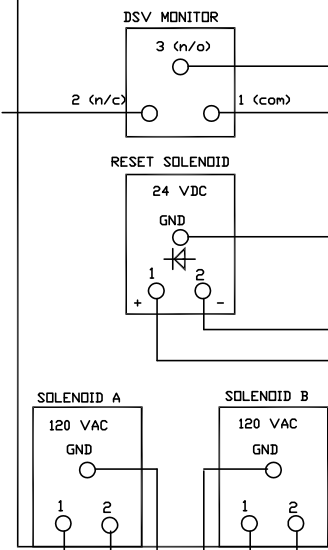 DSV MONITOR
3 (n/o)
2 (n/c)
1 (com)
RESET SOLENOID
24 VDC
GND
1 2
+ -
SOLENOID A
120 VAC
GND
1 2
SOLENOID B
120 VAC
GND
1 2